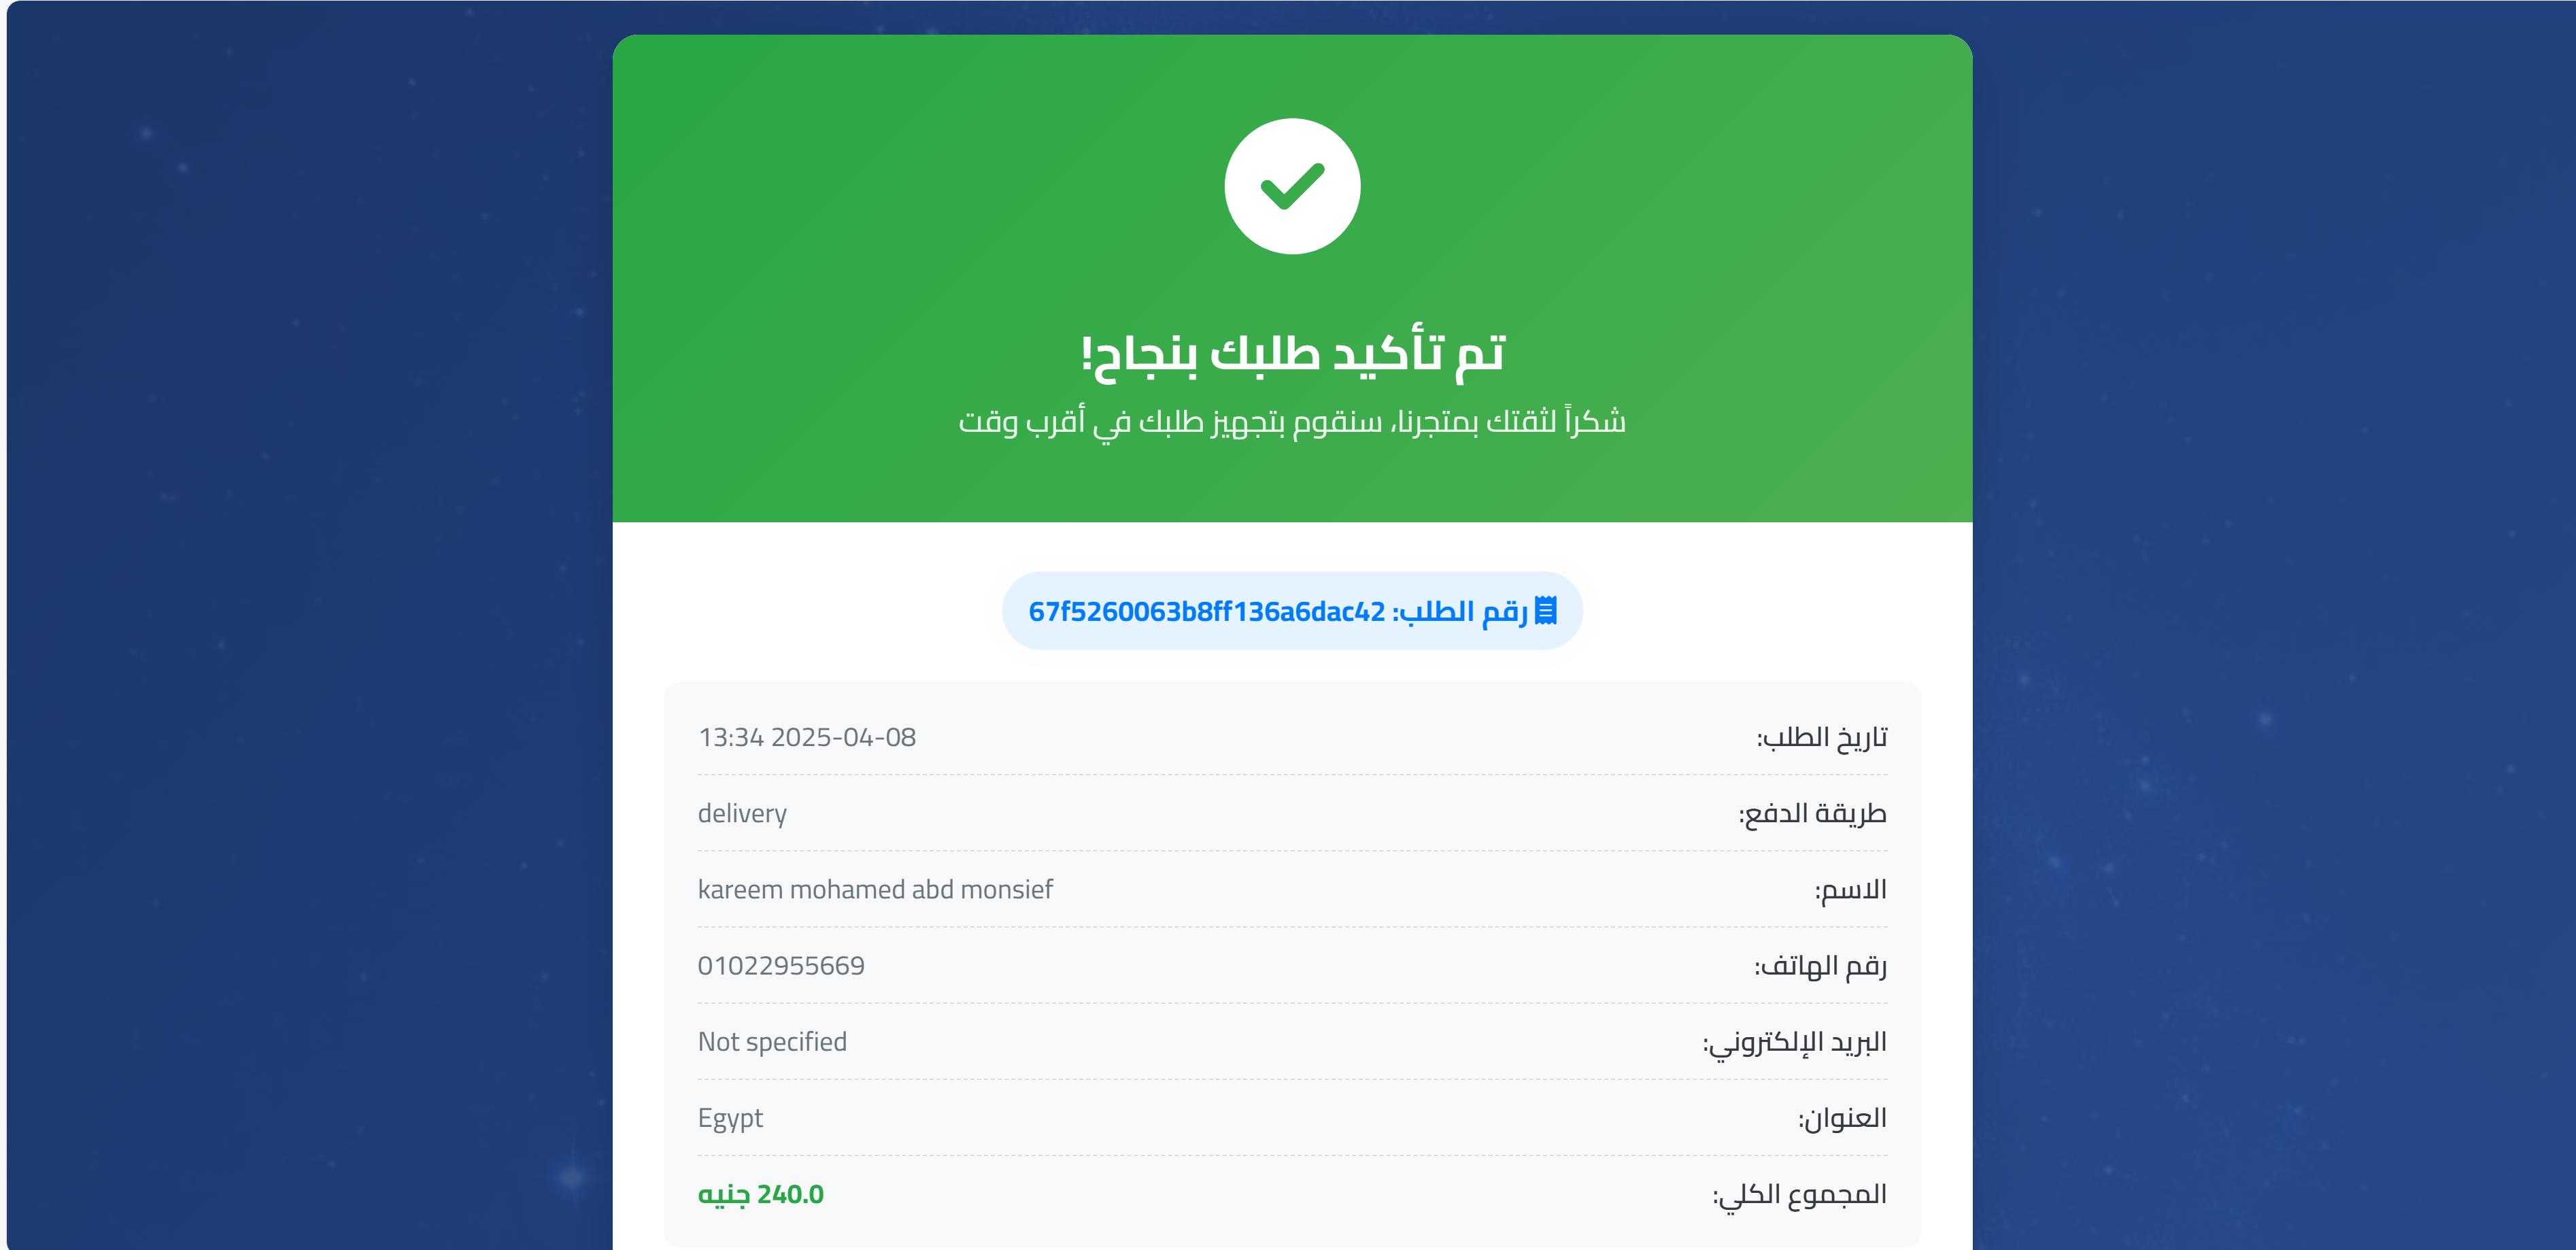 تم تأكيد طلبك بنجاح!
شكراً لثقتك بمتجرنا، سنقوم بتجهيز طلبك في أقرب وقت
رقم الطلب: 67f5260063b8ff136a6dac42
تاريخ الطلب: 2025-04-08 13:34
طريقة الدفع: delivery
الاسم: kareem mohamed abd monsief
رقم الهاتف: 01022955669
البريد الإلكتروني: Not specified
العنوان: Egypt
المجموع الكلي: 240.0 جنيه